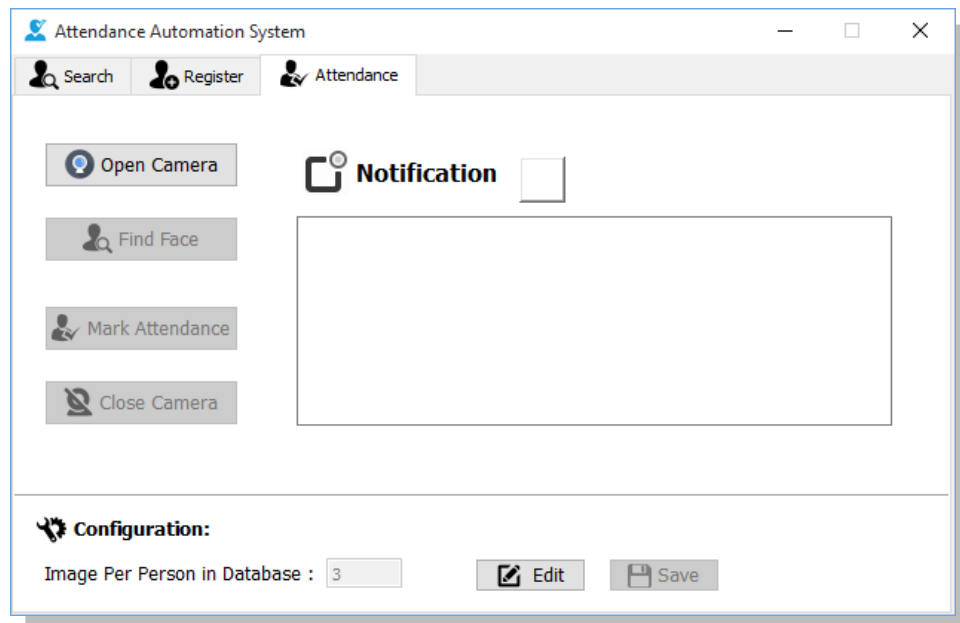 Attendance Automation System
Search Register Attendance
Open Camera
Notification
Find Face
Mark Attendance
Close Camera
Configuration:
Image Per Person in Database : 3 Edit Save